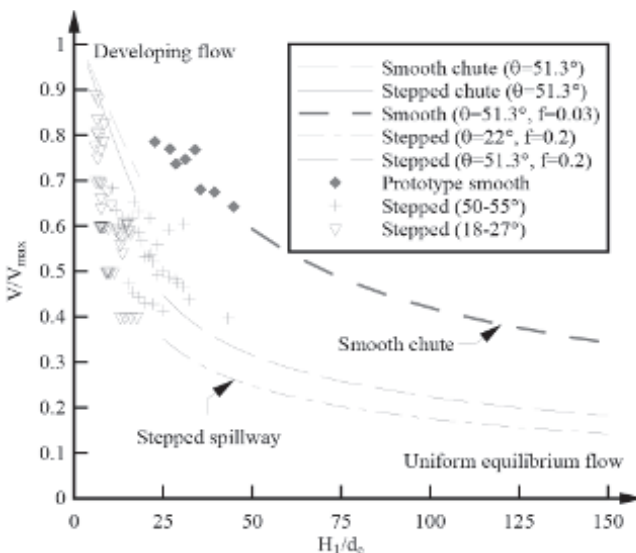 Developing flow
Smooth chute (θ=51.3°)
Stepped chute (θ=51.3°)
Smooth (θ=51.3°, f=0.03)
Stepped (θ=22°, f=0.2)
Stepped (θ=51.3°, f=0.2)
Prototype smooth
Stepped (50-55°)
Stepped (18-27°)
1
0.9
0.8
0.7
0.6
0.5
0.4
0.3
0.2
0.1
0
V/Vmax
Smooth chute
Stepped spillway
Uniform equilibrium flow
0 25 50 75 100 125 150
H1/dc